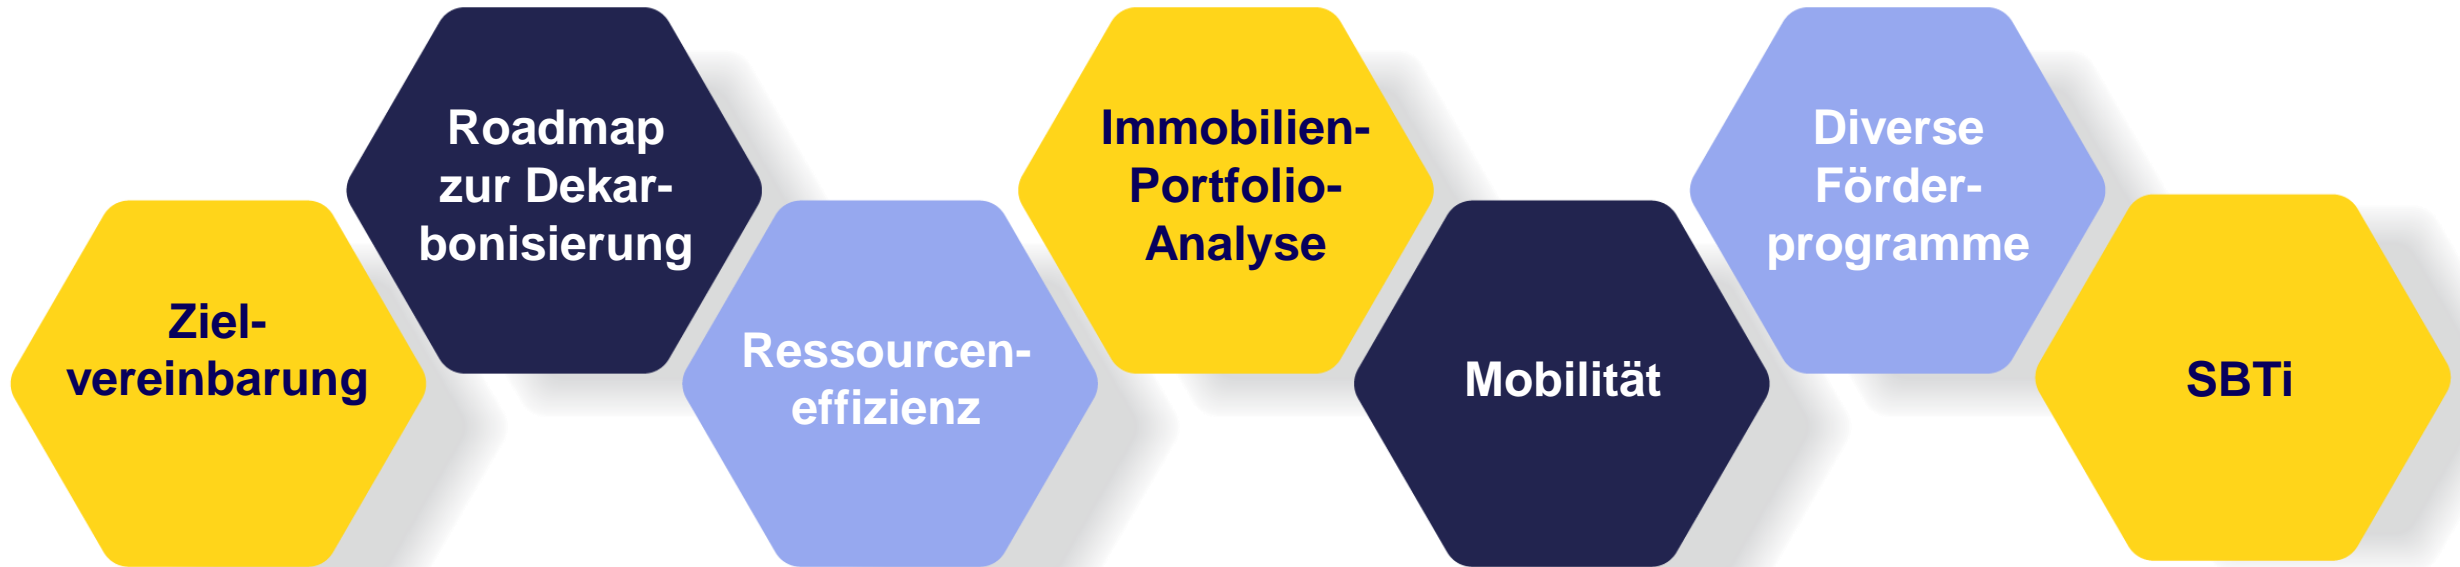 Ziel-
vereinbarung
Roadmap
zur Dekar-
bonisierung
Ressourcen-
effizienz
Immobilien-
Portfolio-
Analyse
Mobilität
Diverse
Förder-
programme
SBTi